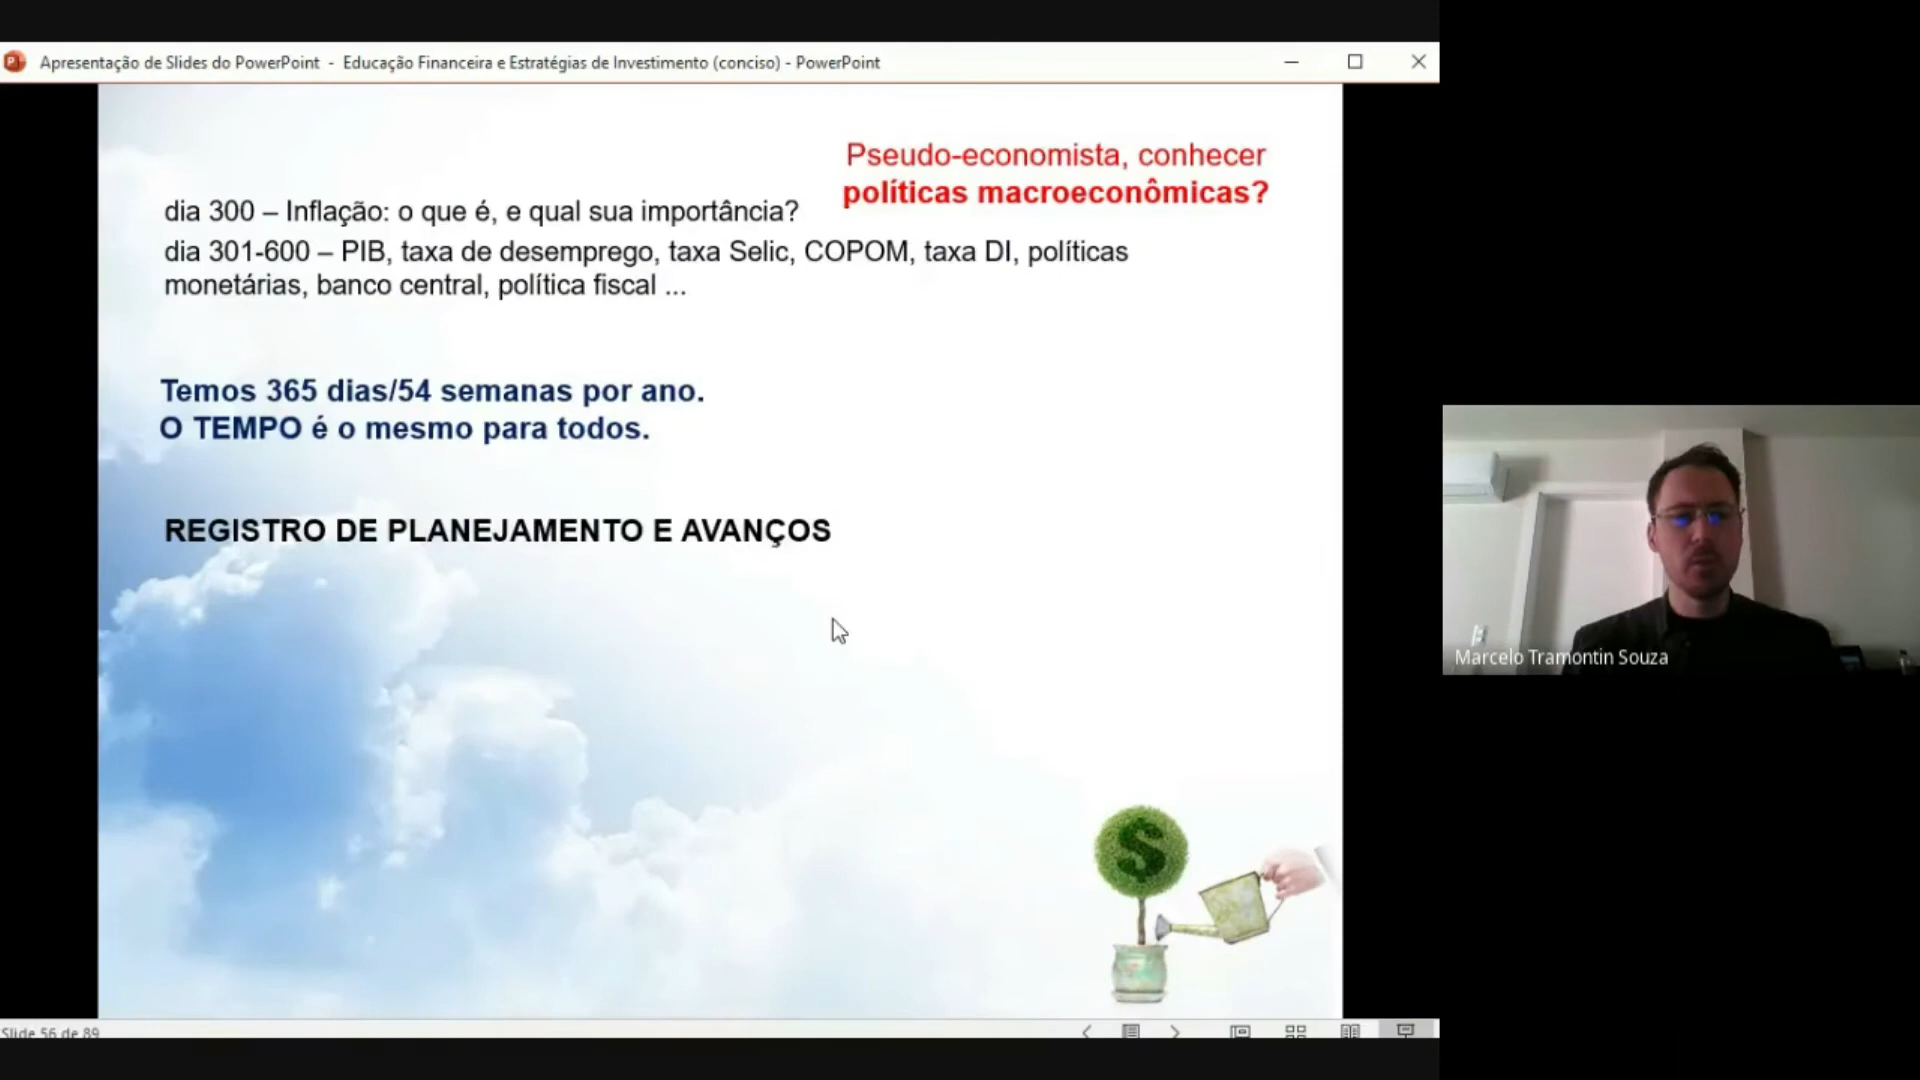 Apresentação de Slides do PowerPoint - Educação Financeira e Estratégias de Investimento (conciso) - PowerPoint
Pseudo-economista, conhecer
políticas macroeconômicas?
dia 300 – Inflação: o que é, e qual sua importância?
dia 301-600 – PIB, taxa de desemprego, taxa Selic, COPOM, taxa DI, políticas
monetárias, banco central, política fiscal ...
Temos 365 dias/54 semanas por ano.
O TEMPO é o mesmo para todos.
REGISTRO DE PLANEJAMENTO E AVANÇOS
$
Marcelo Tramontin Souza
Slide 56 de 89